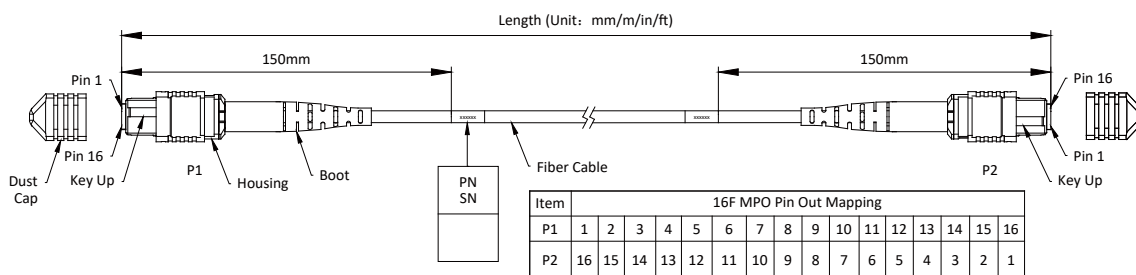 Length (Unit: mm/m/in/ft)
150mm
150mm
Pin 1
Pin 16
xxxxxx
xxxxxx
Pin 16
Pin 1
Dust
Cap
Key Up
P1
Housing
Boot
PN
SN
Fiber Cable
P2
Key Up
Item 16F MPO Pin Out Mapping
P1 1 2 3 4 5 6 7 8 9 10 11 12 13 14 15 16
P2 16 15 14 13 12 11 10 9 8 7 6 5 4 3 2 1